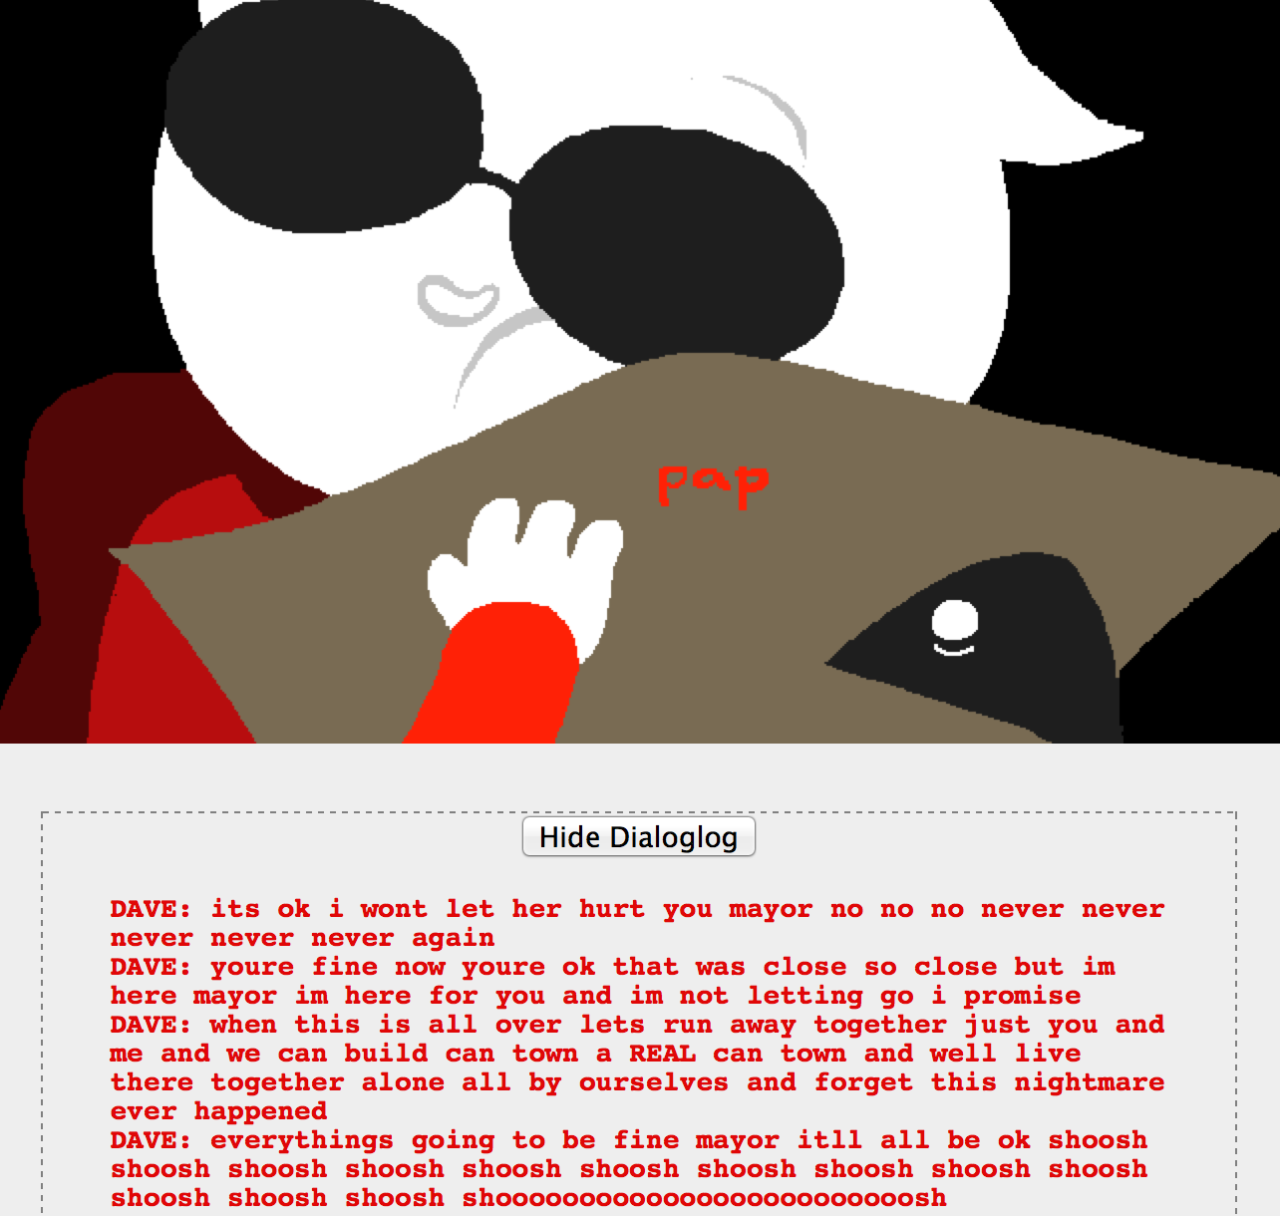 pap
Hide Dialoglog
DAVE: its ok i wont let her hurt you mayor no no no never never
never never never again
DAVE: youre fine now youre ok that was close so close but im
here mayor im here for you and im not letting go i promise
DAVE: when this is all over lets run away together just you and
me and we can build can town a REAL can town and well live
there together alone all by ourselves and forget this nightmare
ever happened
DAVE: everythings going to be fine mayor itll all be ok shoosh
shoosh shoosh shoosh shoosh shoosh shoosh shoosh shoosh shoosh
shoosh shoosh shoosh shooooooooooooooooooooooooosh